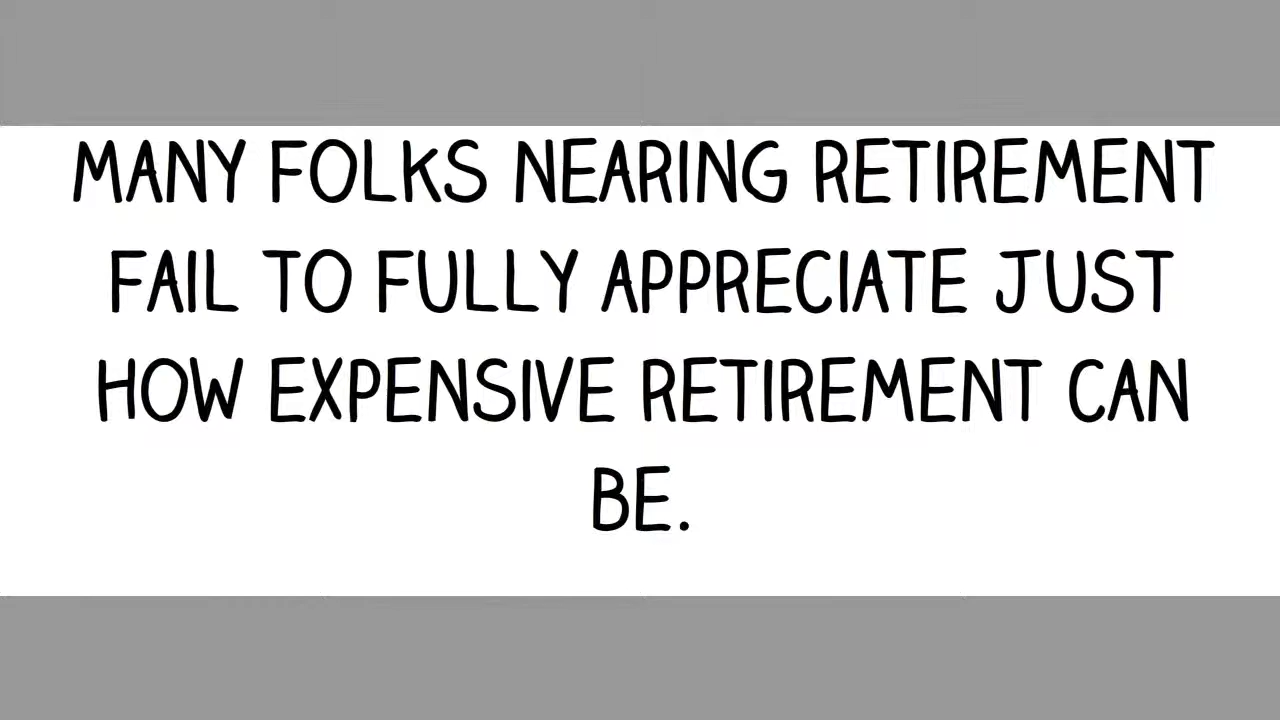 MANY FOLKS NEARING RETIREMENT
FAIL TO FULLY APPRECIATE JUST
HOW EXPENSIVE RETIREMENT CAN
BE.